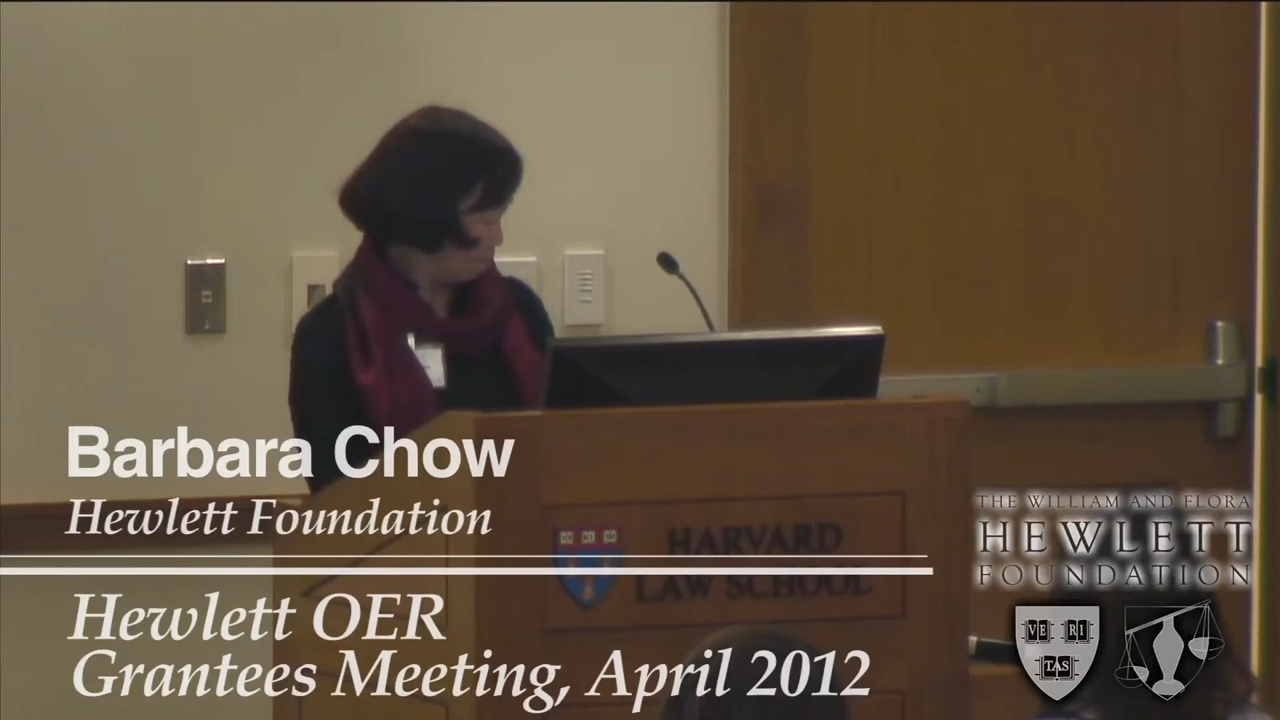 Barbara Chow
Hewlett Foundation
HARVARD
LAW SCHOOL
Hewlett OER
Grantees Meeting, April 2012
THE WILLIAM AND FLORA
HEWLETT
FOUNDATION
VE RI
TAS